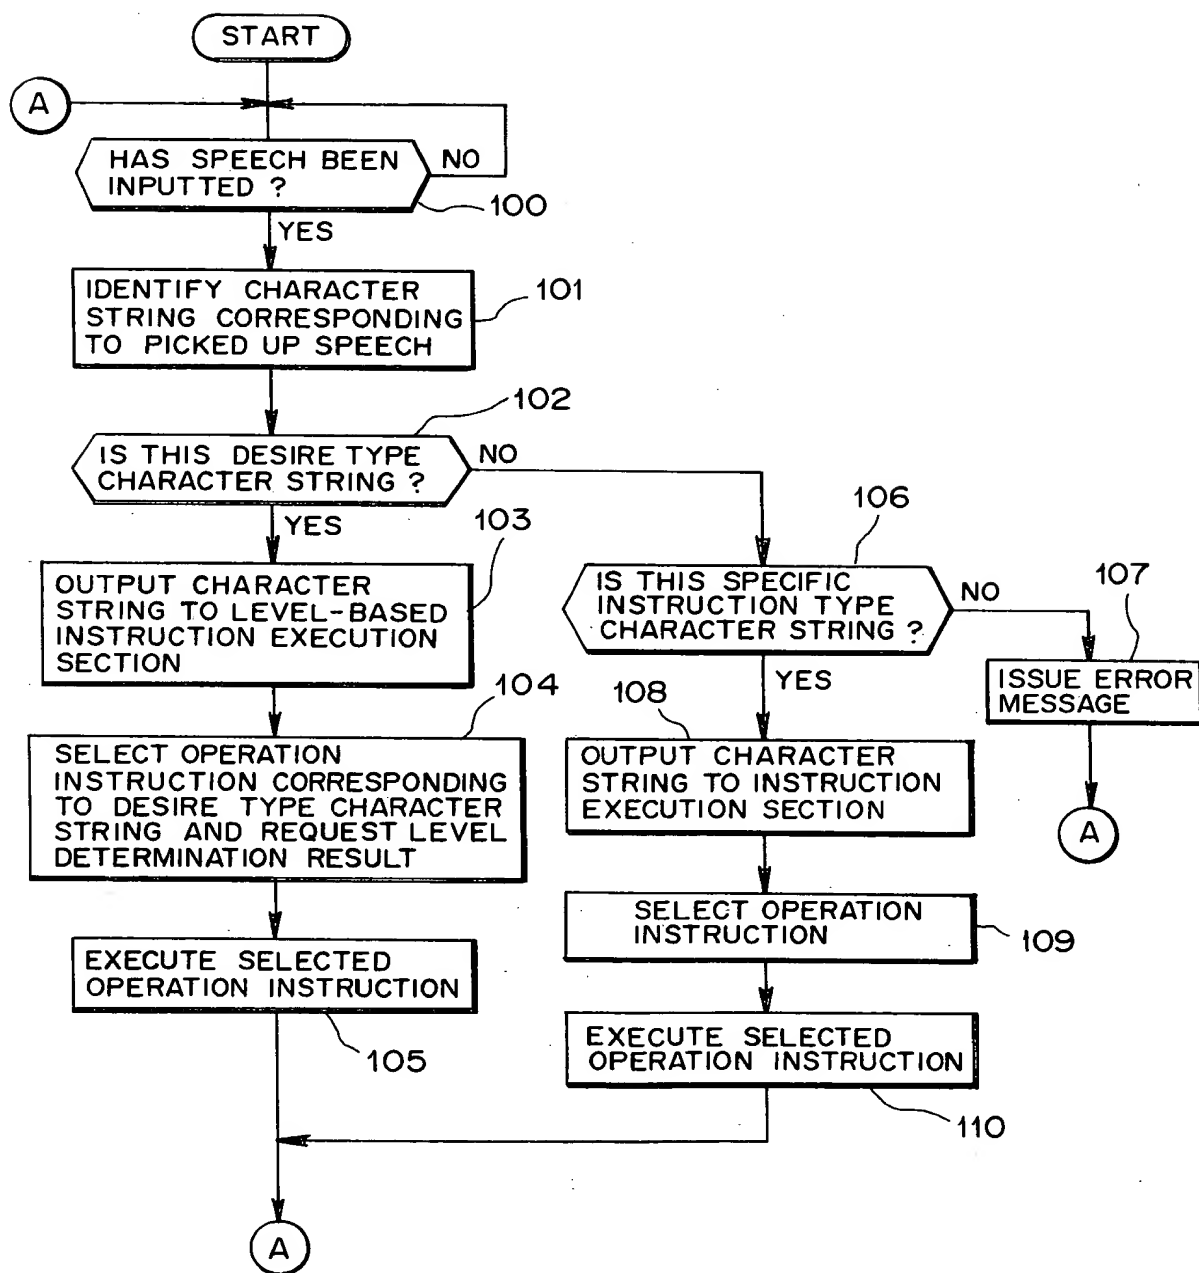 START
A
HAS SPEECH BEEN
INPUTTED ?
NO
100
YES
IDENTIFY CHARACTER
STRING CORRESPONDING
TO PICKED UP SPEECH
101
102
IS THIS DESIRE TYPE
CHARACTER STRING ?
NO
YES
103
OUTPUT CHARACTER
STRING TO LEVEL-BASED
INSTRUCTION EXECUTION
SECTION
104
SELECT OPERATION
INSTRUCTION CORRESPONDING
TO DESIRE TYPE CHARACTER
STRING AND REQUEST LEVEL
DETERMINATION RESULT
EXECUTE SELECTED
OPERATION INSTRUCTION
105
106
IS THIS SPECIFIC
INSTRUCTION TYPE
CHARACTER STRING ?
NO
107
YES
ISSUE ERROR
MESSAGE
A
108
OUTPUT CHARACTER
STRING TO INSTRUCTION
EXECUTION SECTION
SELECT OPERATION
INSTRUCTION
109
EXECUTE SELECTED
OPERATION INSTRUCTION
110
A